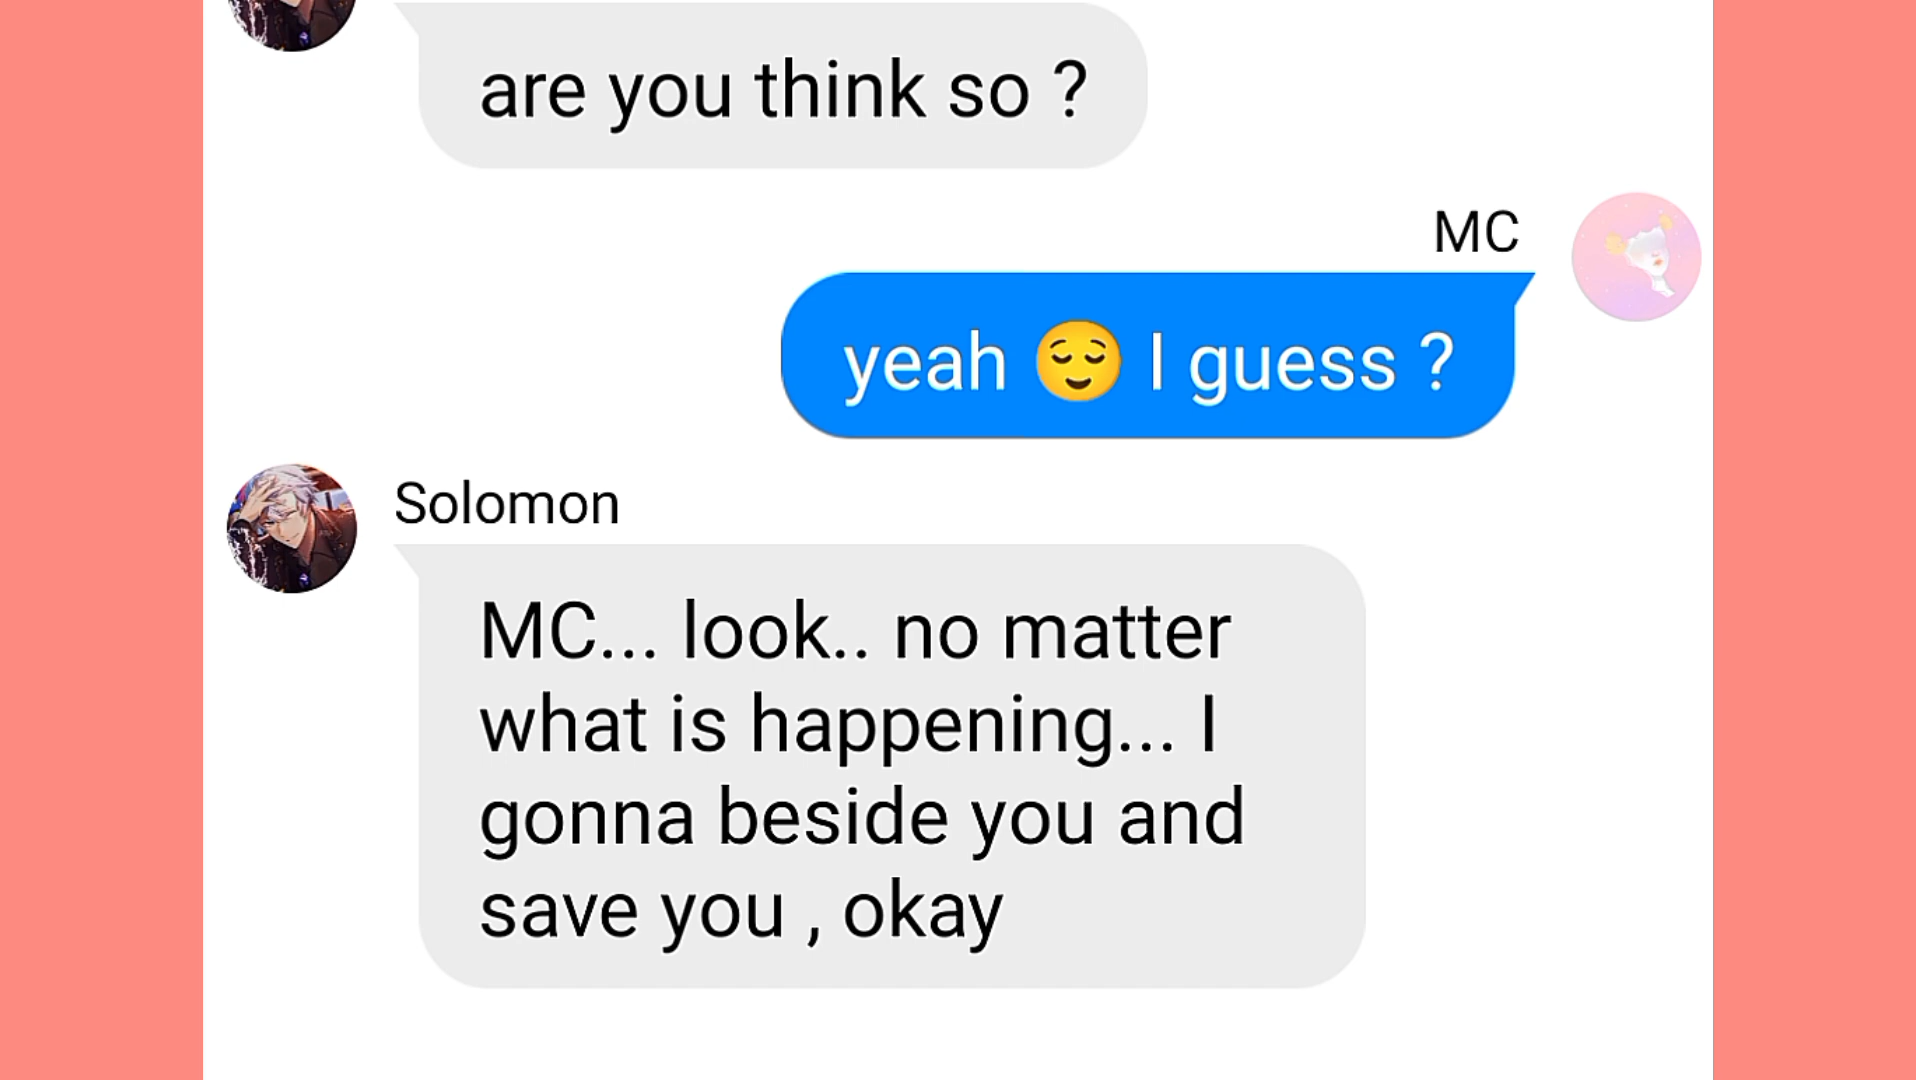 are you think so ?
MC
yeah 😌 I guess ?
Solomon
MC... look.. no matter
what is happening... I
gonna beside you and
save you , okay